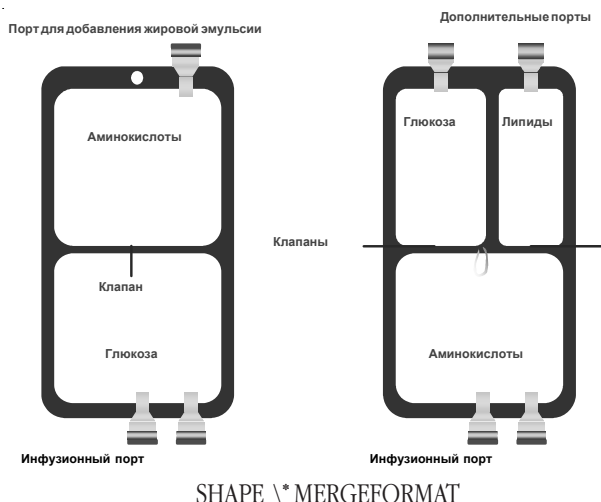 Дополнительные порты
Порт для добавления жировой эмульсии
Глюкоза
Липиды
Аминокислоты
Клапаны
Клапан
Глюкоза
Аминокислоты
Инфузионный порт
Инфузионный порт
SHAPE \* MERGEFORMAT